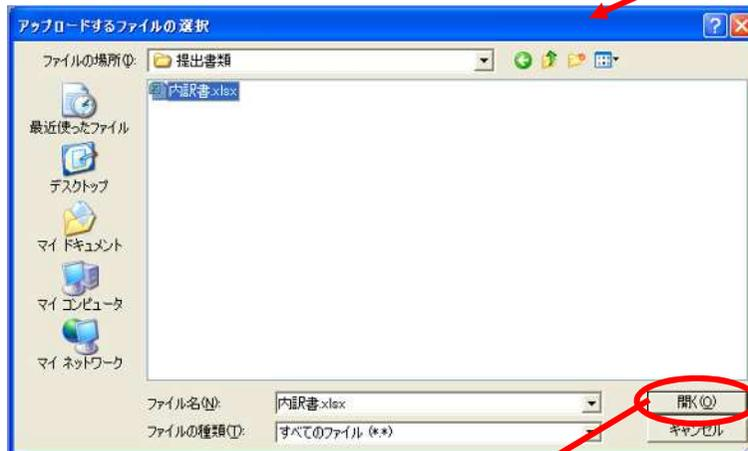 アップロードするファイルの選択
ファイルの場所(I):
提出書類
内訳書.xlsx
最近使ったファイル
デスクトップ
マイ ドキュメント
マイ コンピュータ
マイ ネットワーク
ファイル名(N):
内訳書.xlsx
開く(O)
ファイルの種類(T):
すべてのファイル (*.*)
キャンセル